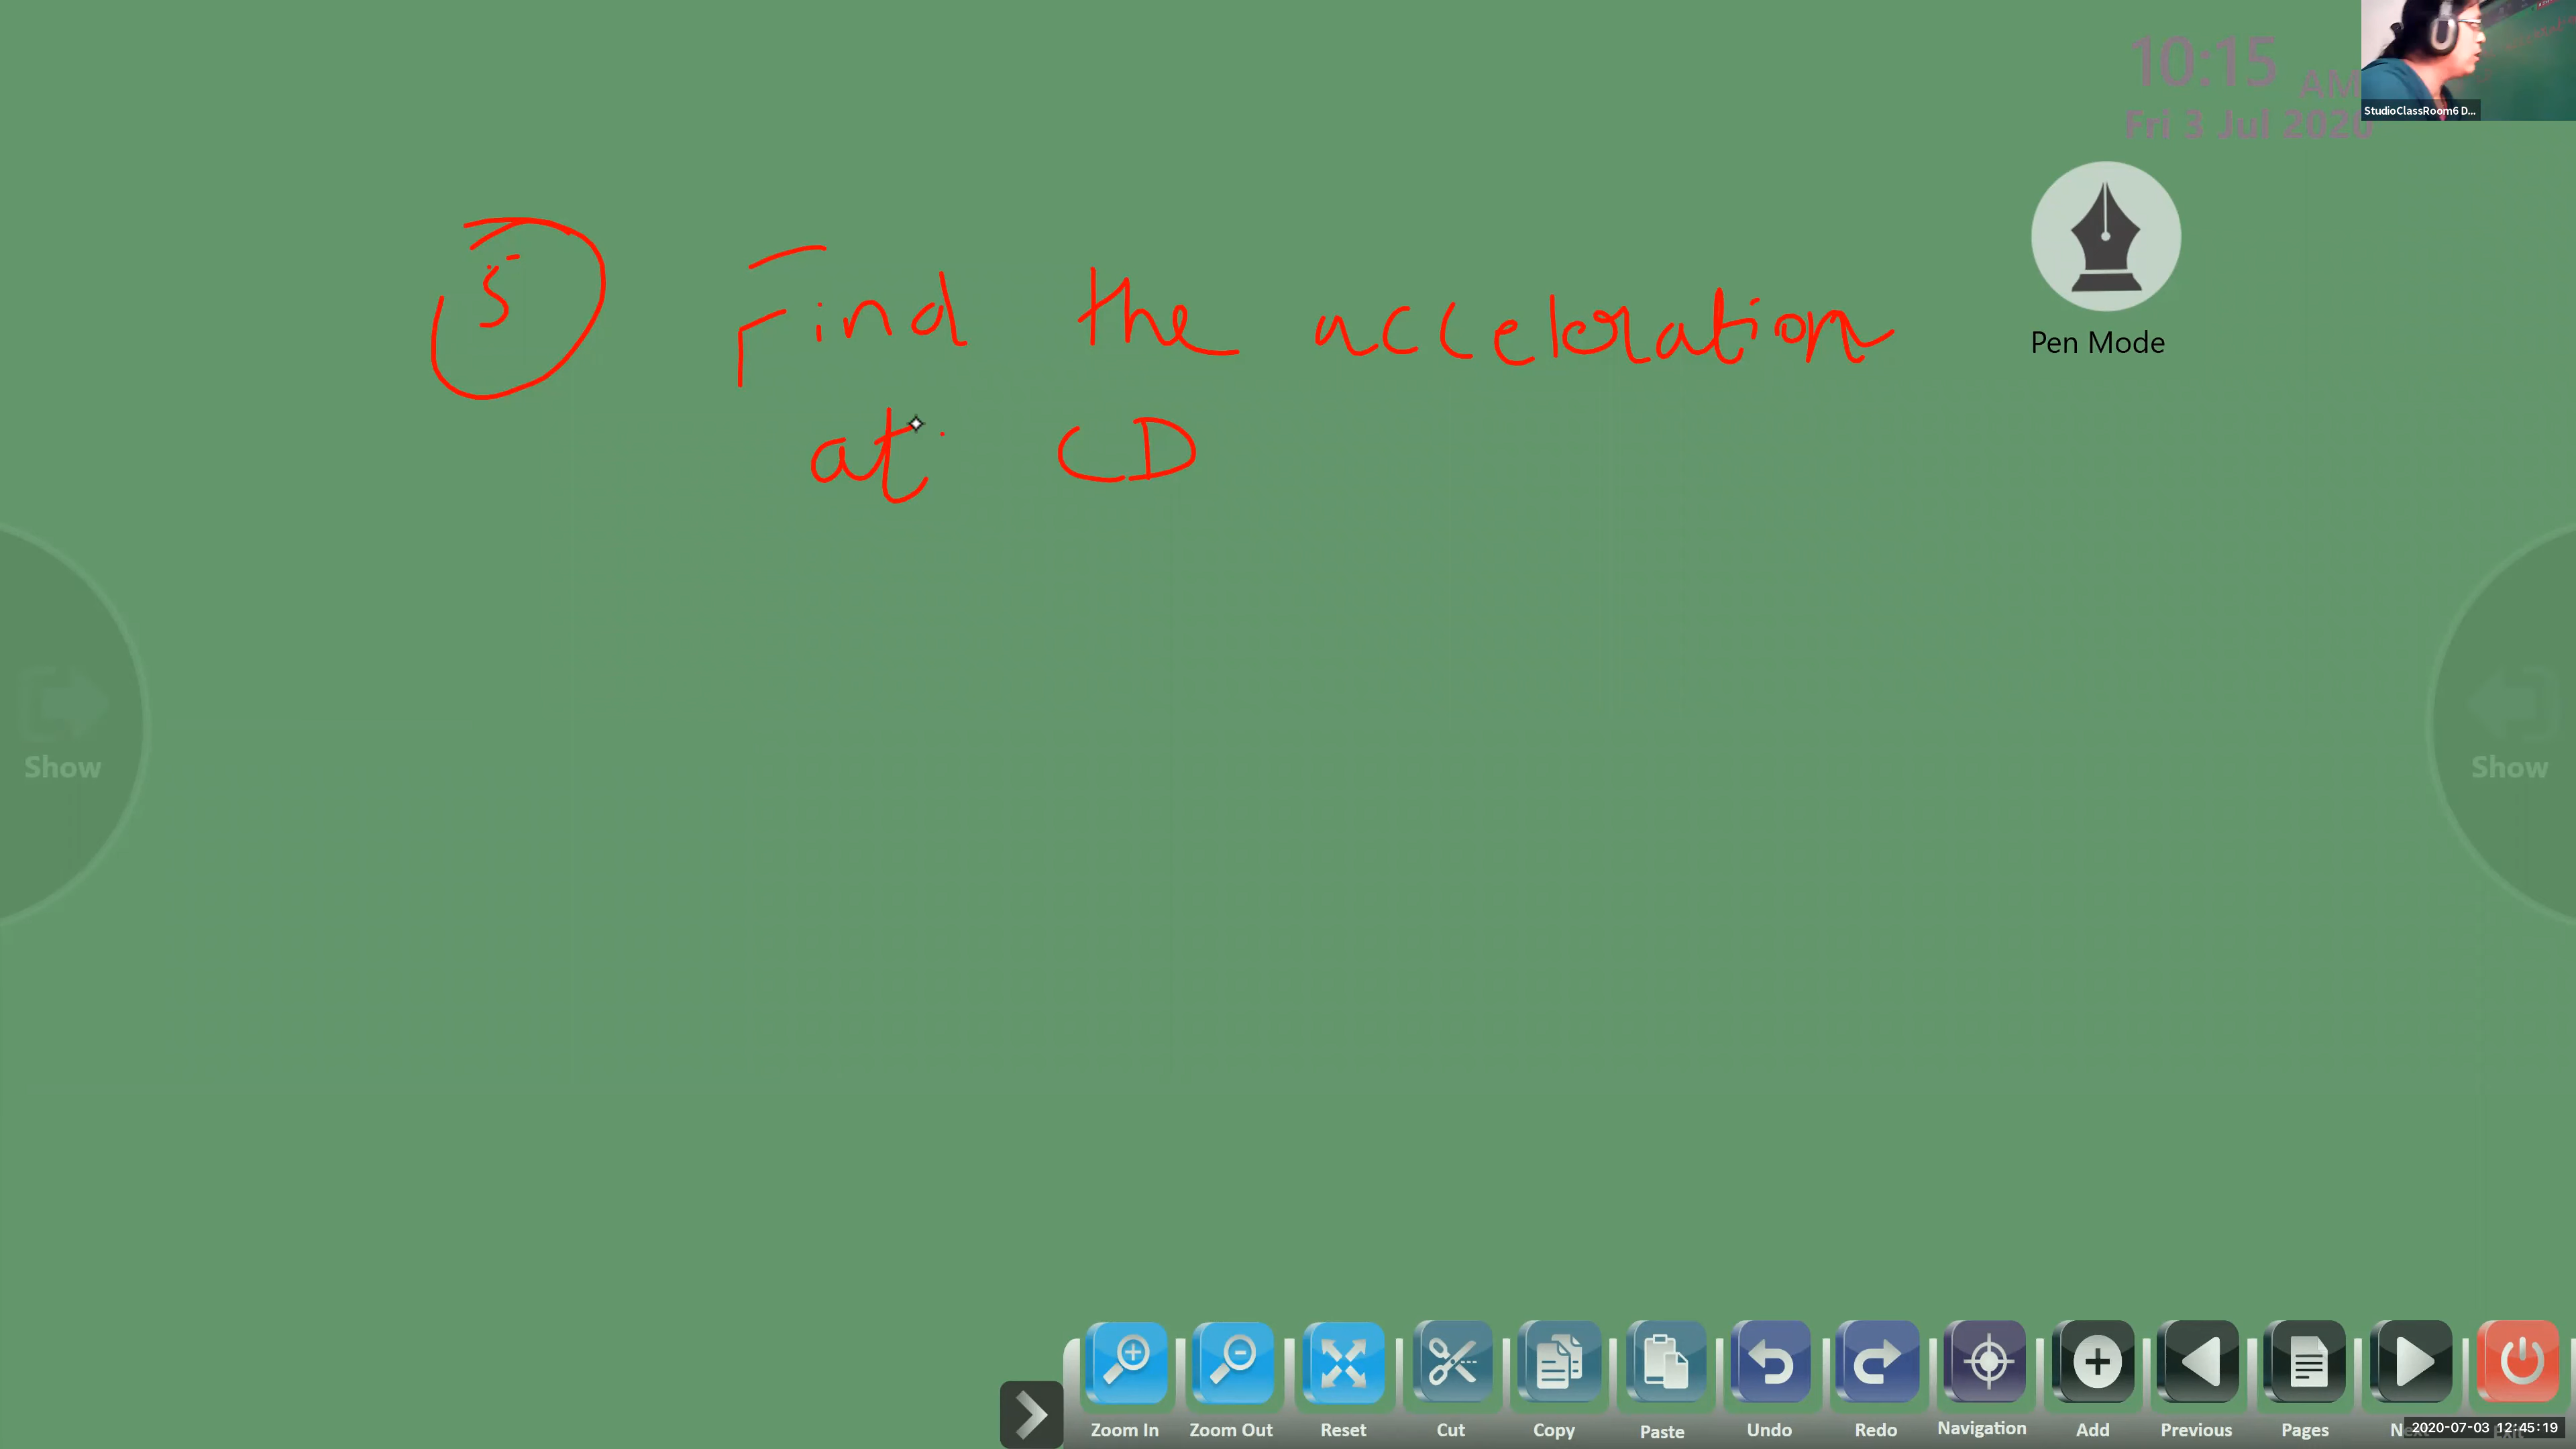 10:15 AM
StudioClassRoom6 D...
Fri 3 Jul 2020
5 Find the acceleration
Pen Mode
at CD
Show
Show
Zoom In Zoom Out Reset Cut Copy Paste Undo Redo Navigation Add Previous Pages
2020-07-03 12:45:19